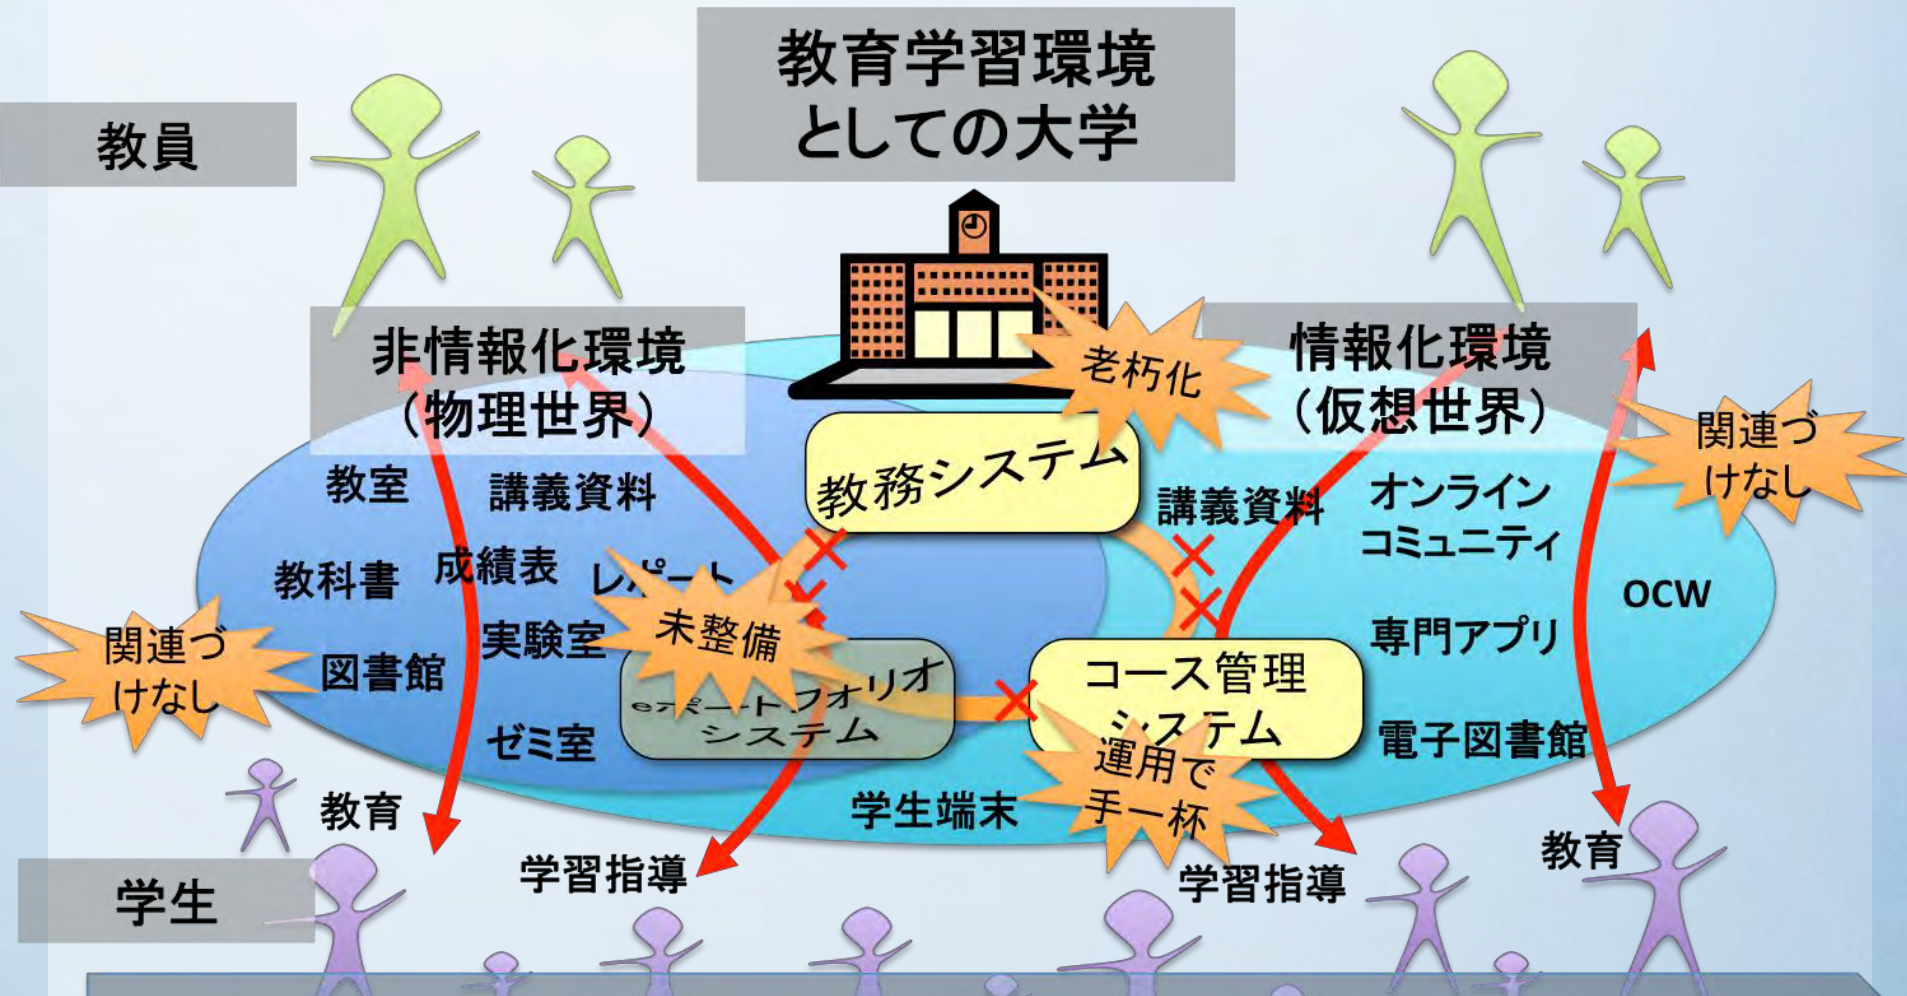 教育学習環境
としての大学
教員
非情報化環境
（物理世界）
情報化環境
（仮想世界）
老朽化
関連づ
けなし
教務システム
教室
講義資料
講義資料
オンライン
コミュニティ
教科書
成績表
レポート
OCW
関連づ
けなし
図書館
実験室
未整備
専門アプリ
eポートフォリオ
システム
コース管理
システム
ゼミ室
電子図書館
運用で
手一杯
教育
学生端末
学習指導
学習指導
教育
学生